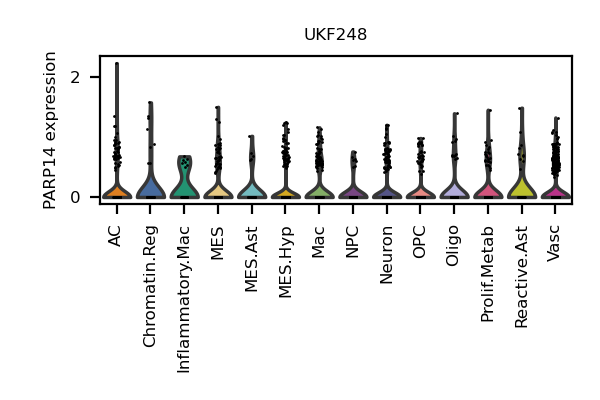 UKF248
PARP14 expression
2
0
AC
Chromatin.Reg
Inflammatory.Mac
MES
MES.Ast
MES.Hyp
Mac
NPC
Neuron
OPC
Oligo
Prolif.Metab
Reactive.Ast
Vasc